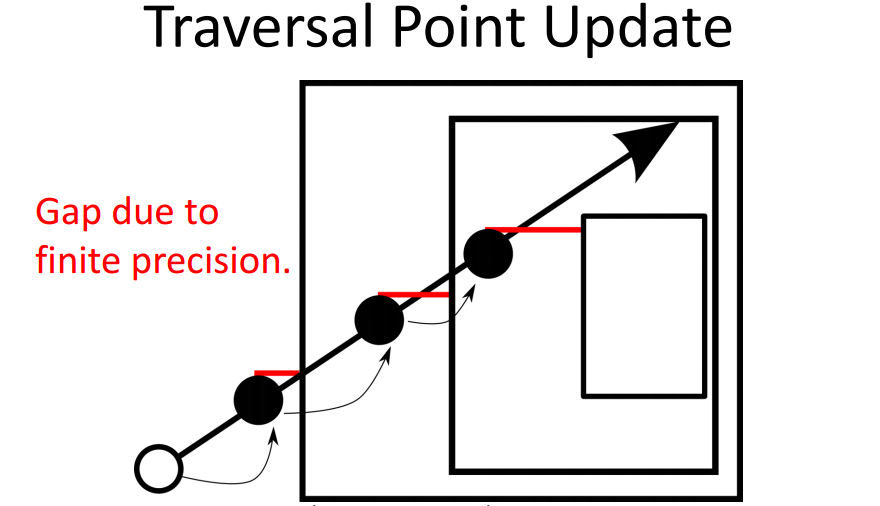 Traversal Point Update
Gap due to
finite precision.